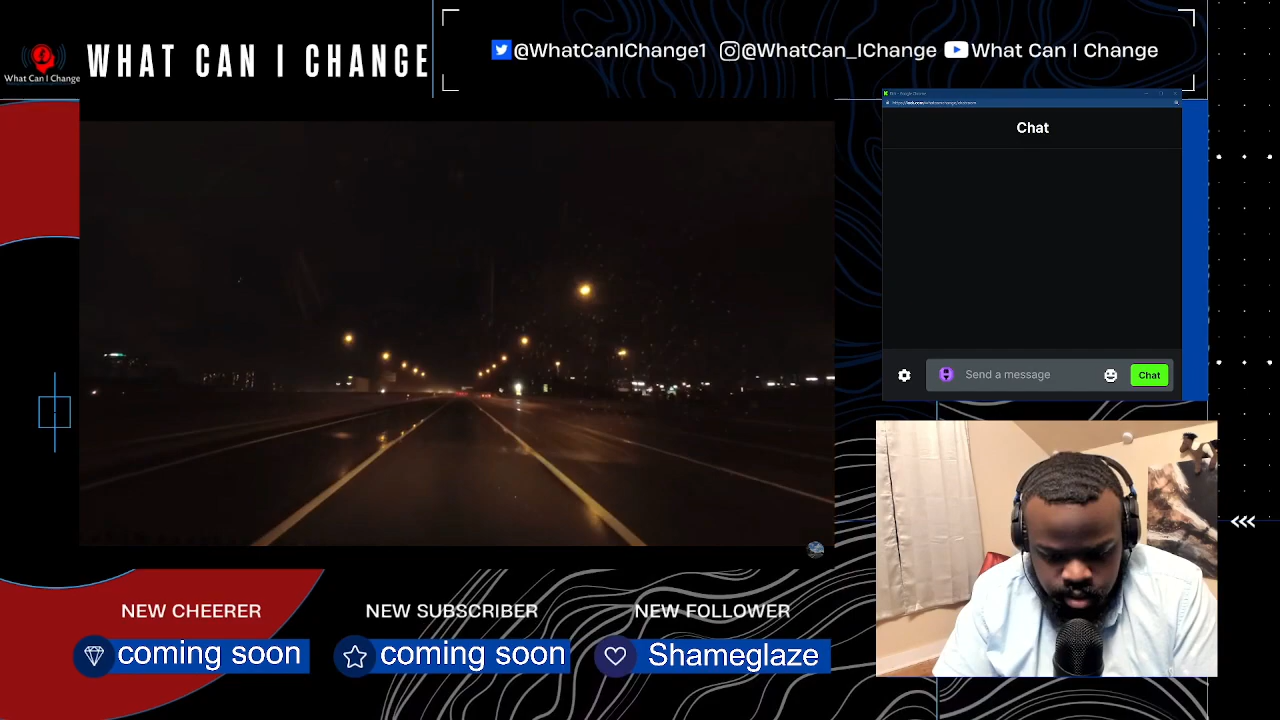 What Can I Change
WHAT CAN I CHANGE
@WhatCanIChange1
@WhatCan_IChange
What Can I Change
Chat
Send a message
Chat
NEW CHEERER
coming soon
NEW SUBSCRIBER
coming soon
NEW FOLLOWER
Shameglaze